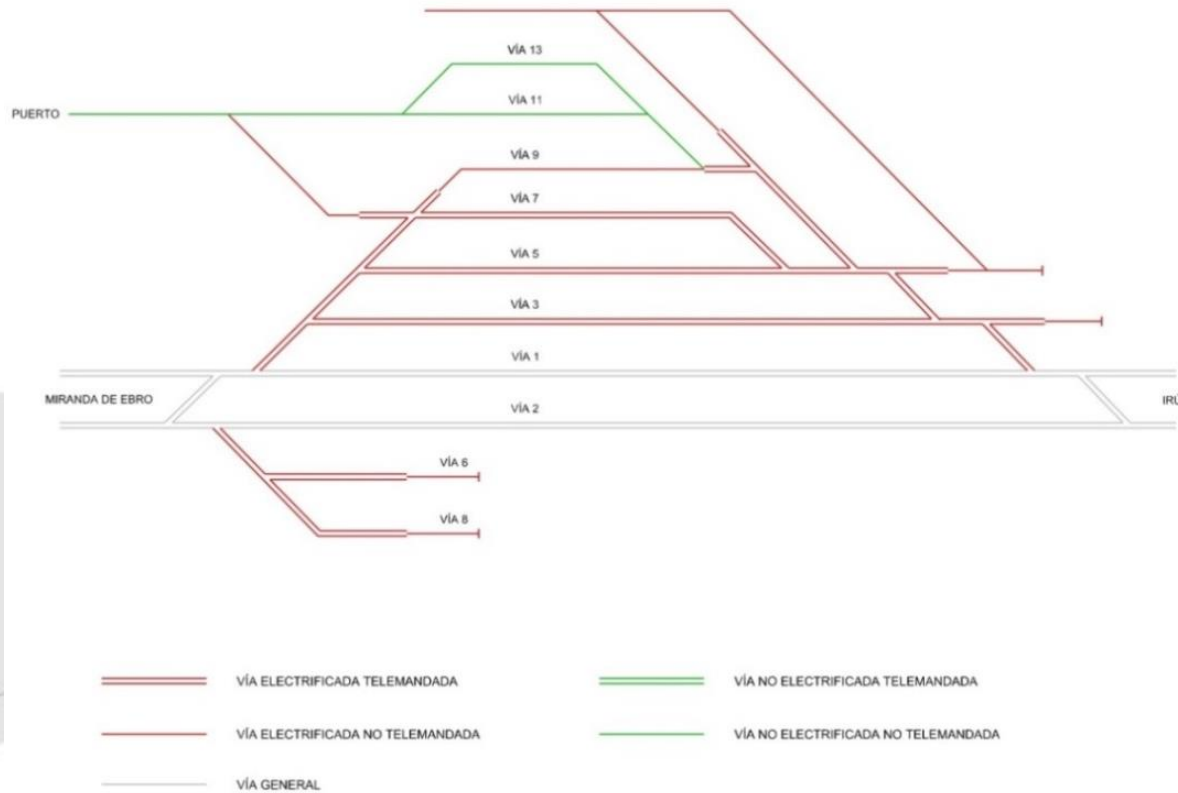 VÍA 13
PUERTO
VÍA 11
VÍA 9
VÍA 7
VÍA 5
VÍA 3
VÍA 1
MIRANDA DE EBRO
IRÚ
VÍA 2
VÍA 6
VÍA 8
VÍA ELECTRIFICADA TELEMANDADA
VÍA NO ELECTRIFICADA TELEMANDADA
VÍA ELECTRIFICADA NO TELEMANDADA
VÍA NO ELECTRIFICADA NO TELEMANDADA
VÍA GENERAL